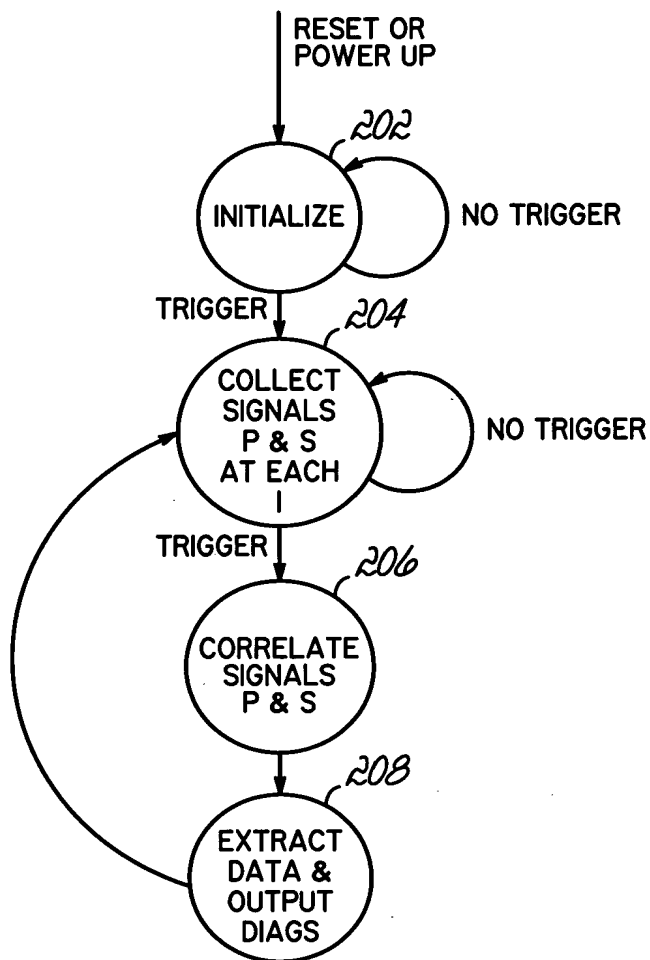 RESET OR
POWER UP
202
INITIALIZE
NO TRIGGER
TRIGGER
204
COLLECT
SIGNALS
P & S
AT EACH
I
NO TRIGGER
TRIGGER
206
CORRELATE
SIGNALS
P & S
208
EXTRACT
DATA &
OUTPUT
DIAGS